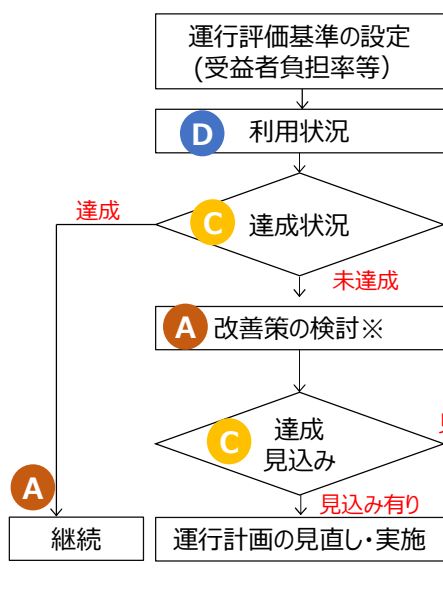 運行評価基準の設定
(受益者負担率等)
D 利用状況
達成
C 達成状況
未達成
A 改善策の検討※
C 達成
見込み
A
見込み有り
継続
運行計画の見直し・実施